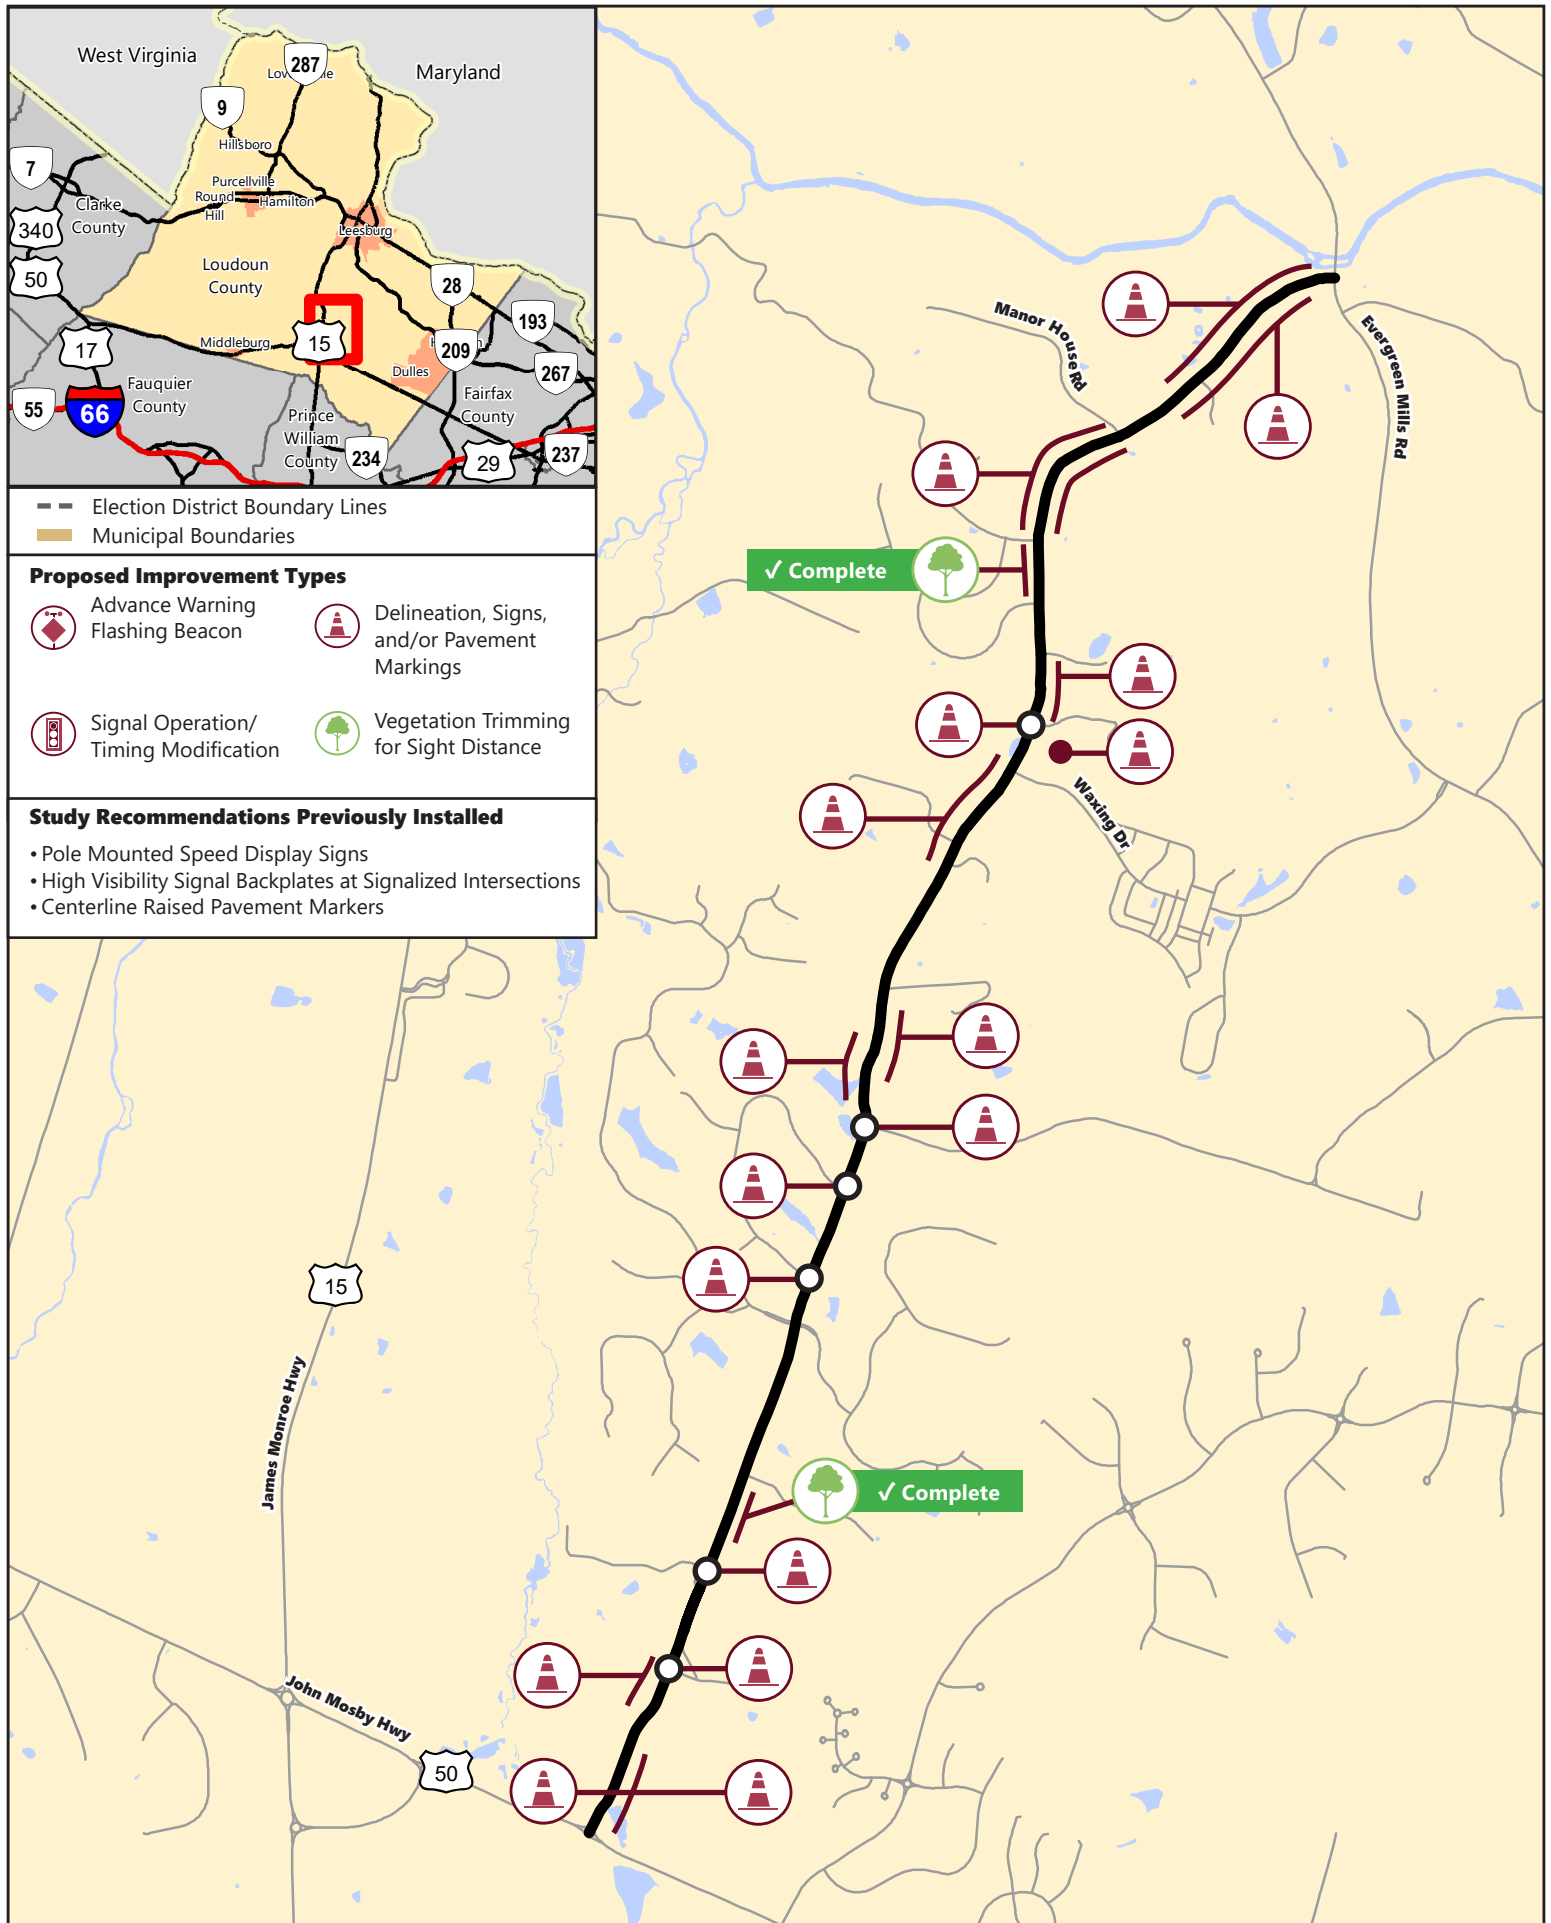 West Virginia
Maryland
287
9
Hillsboro
7
Purcellville
Round
Hill
Hamilton
Clarke
County
340
Leesburg
50
Loudoun
County
28
193
Middleburg
15
17
209
267
Dulles
Fauquier
County
55
66
Fairfax
County
Prince
William
County
234
29
237
Election District Boundary Lines
Municipal Boundaries
Proposed Improvement Types
Advance Warning
Flashing Beacon
Delineation, Signs,
and/or Pavement
Markings
Signal Operation/
Timing Modification
Vegetation Trimming
for Sight Distance
Study Recommendations Previously Installed
• Pole Mounted Speed Display Signs
• High Visibility Signal Backplates at Signalized Intersections
• Centerline Raised Pavement Markers
Manor House Rd
Evergreen Mills Rd
✓ Complete
Waxing Dr
15
James Monroe Hwy
✓ Complete
John Mosby Hwy
50